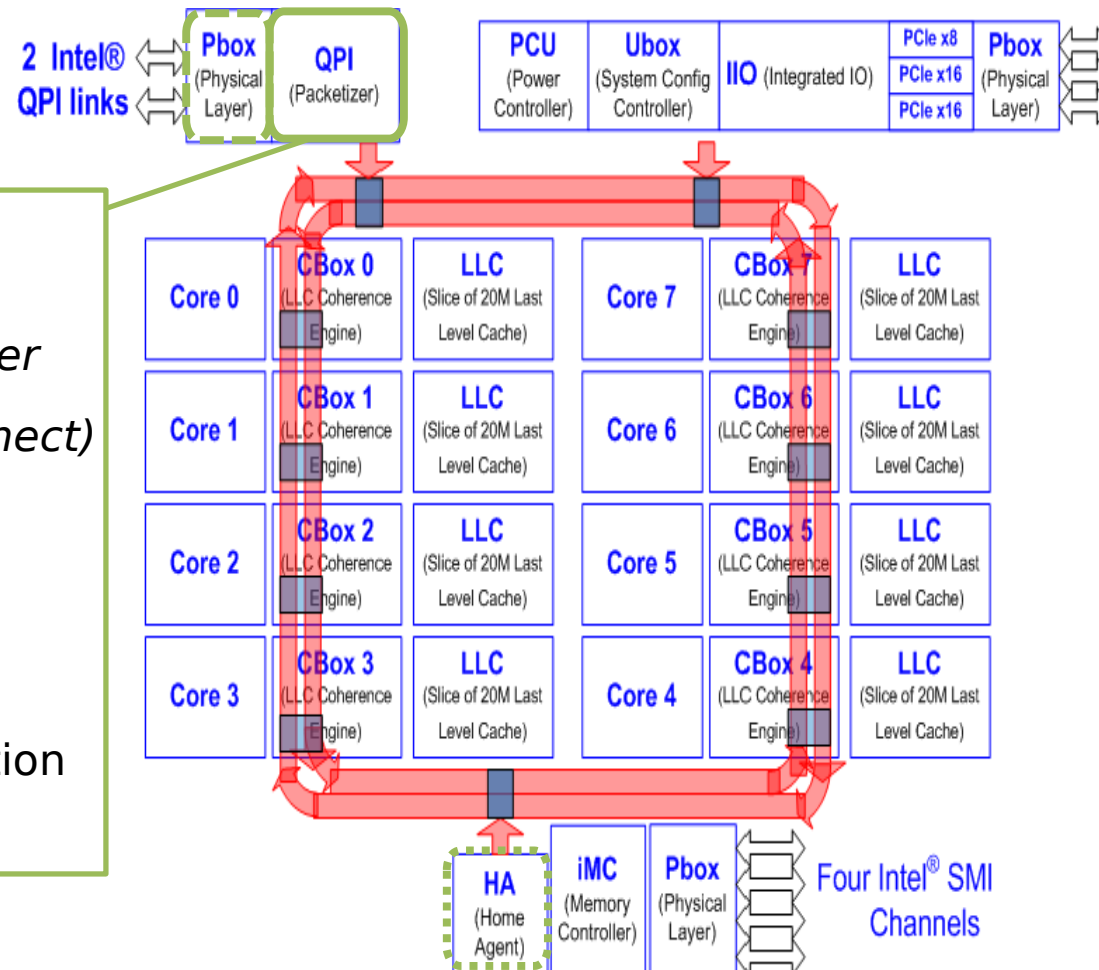 2 Intel®
QPI links
Pbox
(Physical
Layer)
QPI
(Packetizer)
PCU
(Power
Controller)
Ubox
(System Config
Controller)
IIO (Integrated IO)
PCIe x8
PCIe x16
PCIe x16
Pbox
(Physical
Layer)
er
nect)
tion
Core 0
CBox 0
(LLC Coherence
Engine)
LLC
(Slice of 20M Last
Level Cache)
Core 7
CBox 7
(LLC Coherence
Engine)
LLC
(Slice of 20M Last
Level Cache)
Core 1
CBox 1
(LLC Coherence
Engine)
LLC
(Slice of 20M Last
Level Cache)
Core 6
CBox 6
(LLC Coherence
Engine)
LLC
(Slice of 20M Last
Level Cache)
Core 2
CBox 2
(LLC Coherence
Engine)
LLC
(Slice of 20M Last
Level Cache)
Core 5
CBox 5
(LLC Coherence
Engine)
LLC
(Slice of 20M Last
Level Cache)
Core 3
CBox 3
(LLC Coherence
Engine)
LLC
(Slice of 20M Last
Level Cache)
Core 4
CBox 4
(LLC Coherence
Engine)
LLC
(Slice of 20M Last
Level Cache)
HA
(Home
Agent)
iMC
(Memory
Controller)
Pbox
(Physical
Layer)
Four Intel® SMI
Channels